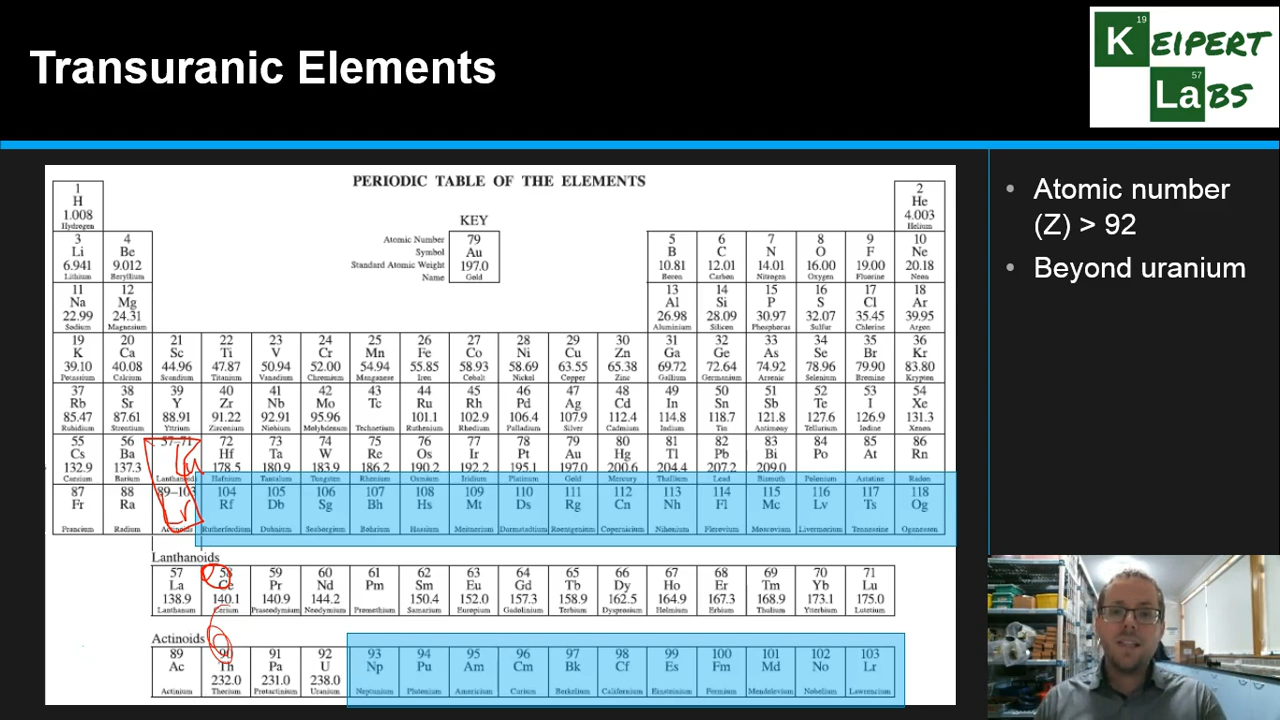 Transuranic Elements
19
KEIPERT
57
LaBS
PERIODIC TABLE OF THE ELEMENTS
1 2
H He
1.008 4.003
Hydrogen Helium
KEY
Atomic Number 79
Symbol Au
Standard Atomic Weight 197.0
Name Gold
3 4 5 6 7 8 9 10
Li Be B C N O F Ne
6.941 9.012 10.81 12.01 14.01 16.00 19.00 20.18
Lithium Beryllium Boron Carbon Nitrogen Oxygen Fluorine Neon
11 12 13 14 15 16 17 18
Na Mg Al Si P S Cl Ar
22.99 24.31 26.98 28.09 30.97 32.07 35.45 39.95
Sodium Magnesium Aluminium Silicon Phosphorus Sulfur Chlorine Argon
19 20 21 22 23 24 25 26 27 28 29 30 31 32 33 34 35 36
K Ca Sc Ti V Cr Mn Fe Co Ni Cu Zn Ga Ge As Se Br Kr
39.10 40.08 44.96 47.87 50.94 52.00 54.94 55.85 58.93 58.69 63.55 65.38 69.72 72.64 74.92 78.96 79.90 83.80
Potassium Calcium Scandium Titanium Vanadium Chromium Manganese Iron Cobalt Nickel Copper Zinc Gallium Germanium Arsenic Selenium Bromine Krypton
37 38 39 40 41 42 43 44 45 46 47 48 49 50 51 52 53 54
Rb Sr Y Zr Nb Mo Tc Ru Rh Pd Ag Cd In Sn Sb Te I Xe
85.47 87.61 88.91 91.22 92.91 95.96 101.1 102.9 106.4 107.9 112.4 114.8 118.7 121.8 127.6 126.9 131.3
Rubidium Strontium Yttrium Zirconium Niobium Molybdenum Technetium Ruthenium Rhodium Palladium Silver Cadmium Indium Tin Antimony Tellurium Iodine Xenon
55 56 57–71 72 73 74 75 76 77 78 79 80 81 82 83 84 85 86
Cs Ba Lu Hf Ta W Re Os Ir Pt Au Hg Tl Pb Bi Po At Rn
132.9 137.3 178.5 180.9 183.9 186.2 190.2 192.2 195.1 197.0 200.6 204.4 207.2 209.0
Caesium Barium Lanthanoids Hafnium Tantalum Tungsten Rhenium Osmium Iridium Platinum Gold Mercury Thallium Lead Bismuth Polonium Astatine Radon
87 88 89–103 104 105 106 107 108 109 110 111 112 113 114 115 116 117 118
Fr Ra Lr Rf Db Sg Bh Hs Mt Ds Rg Cn Nh Fl Mc Lv Ts Og
Francium Radium Actinoids Rutherfordium Dubnium Seaborgium Bohrium Hassium Meitnerium Darmstadtium Roentgenium Copernicium Nihonium Flerovium Moscovium Livermorium Tennessine Oganesson
Lanthanoids
57 58 59 60 61 62 63 64 65 66 67 68 69 70 71
La Ce Pr Nd Pm Sm Eu Gd Tb Dy Ho Er Tm Yb Lu
138.9 140.1 140.9 144.2 150.4 152.0 157.3 158.9 162.5 164.9 167.3 168.9 173.1 175.0
Lanthanum Cerium Praseodymium Neodymium Promethium Samarium Europium Gadolinium Terbium Dysprosium Holmium Erbium Thulium Ytterbium Lutetium
Actinoids
89 90 91 92 93 94 95 96 97 98 99 100 101 102 103
Ac Th Pa U Np Pu Am Cm Bk Cf Es Fm Md No Lr
232.0 231.0 238.0
Actinium Thorium Protactinium Uranium Neptunium Plutonium Americium Curium Berkelium Californium Einsteinium Fermium Mendelevium Nobelium Lawrencium
• Atomic number
(Z) > 92
• Beyond uranium